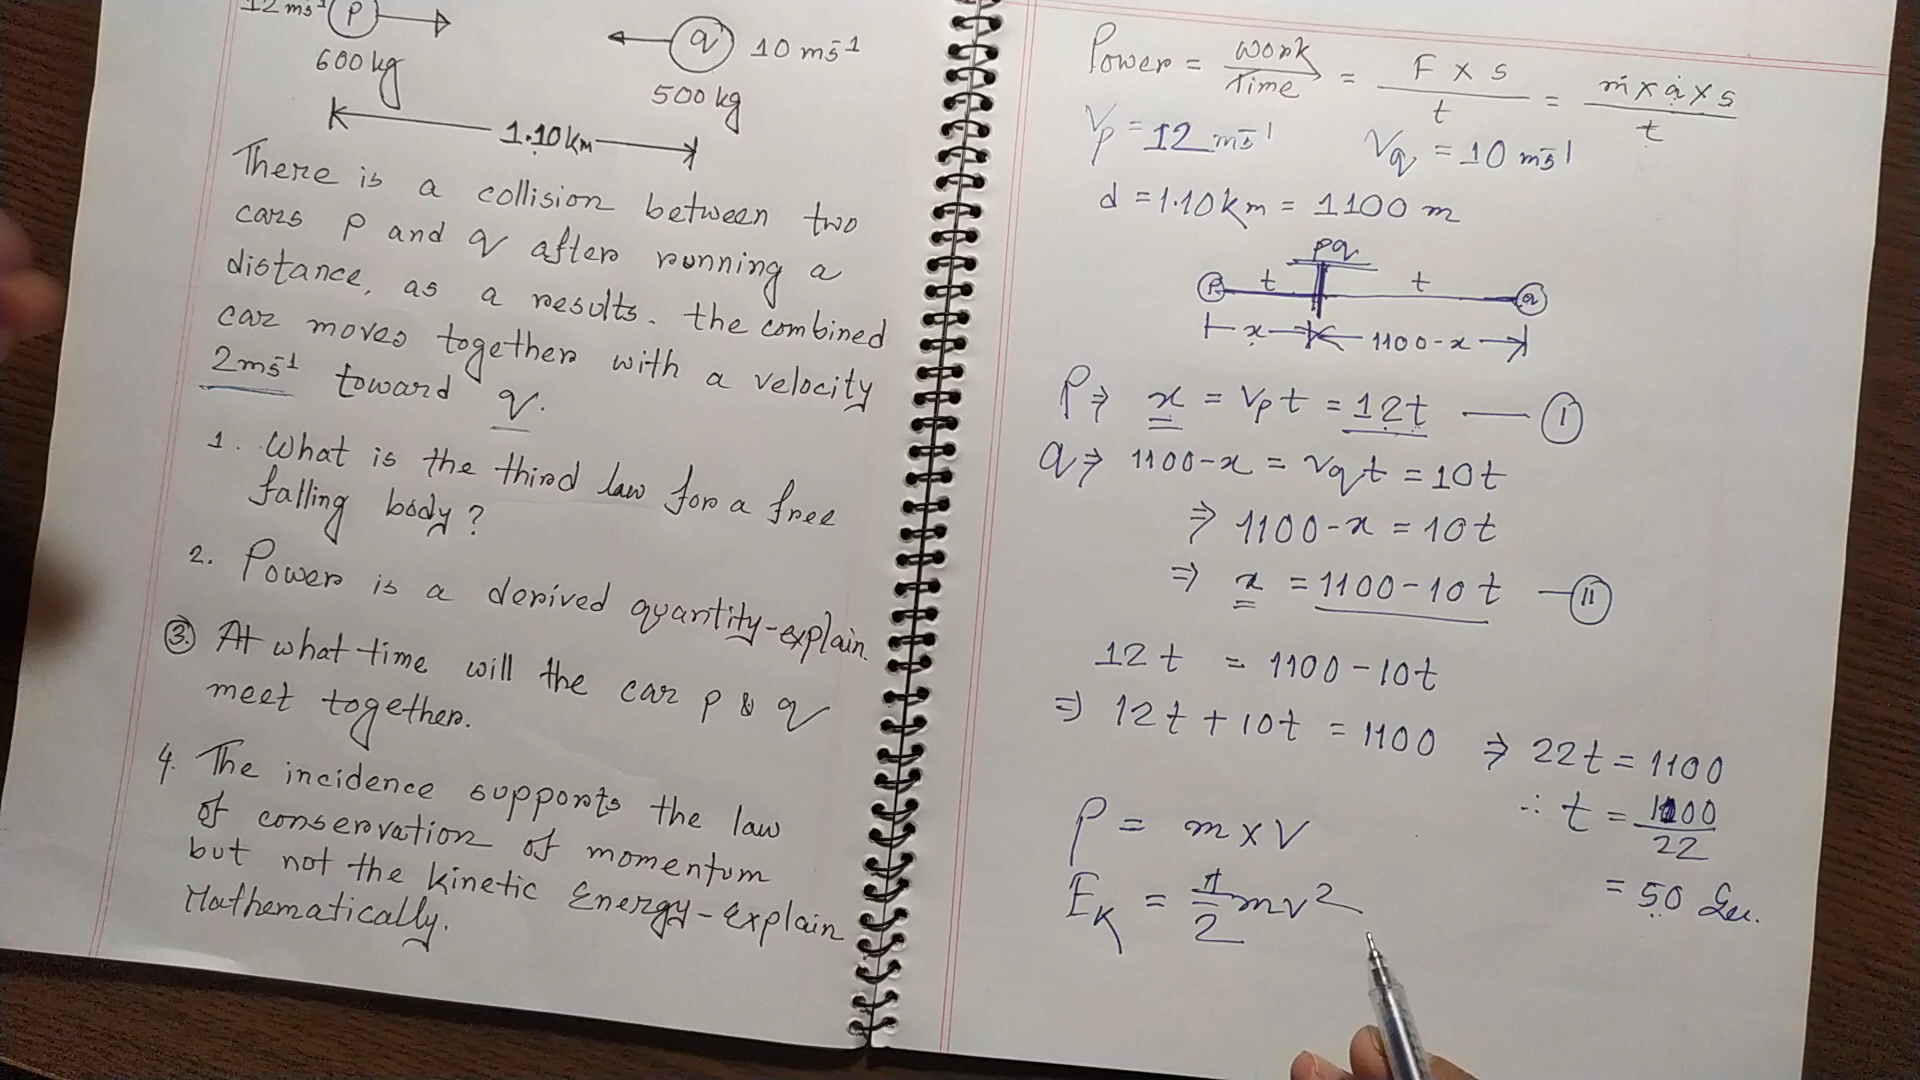 12 ms⁻¹ P
q 10 ms⁻¹
600 kg
500 kg
1.10 km
There is a collision between two
cars P and q after running a
distance, as a results. the combined
car moves together with a velocity
2ms⁻¹ toward q.
1. What is the third law for a free
falling body?
2. Power is a derived quantity-explain.
3. At what time will the car p & q
meet together.
4. The incidence supports the law
of conservation of momentum
but not the kinetic Energy-Explain
Mathematically.
Power = work/Time = F x s/t = m x a x s/t
Vp = 12 ms⁻¹ Vq = 10 ms⁻¹
d = 1.10 km = 1100 m
pq
P t t q
x 1100-x
P ⇒ x = Vp t = 12t — I
q ⇒ 1100-x = Vq t = 10t
⇒ 1100-x = 10t
⇒ x = 1100-10t — II
12t = 1100-10t
⇒ 12t + 10t = 1100 ⇒ 22t = 1100
∴ t = 1100/22
= 50 Sec.
P = m x V
EK = 1/2 mv²